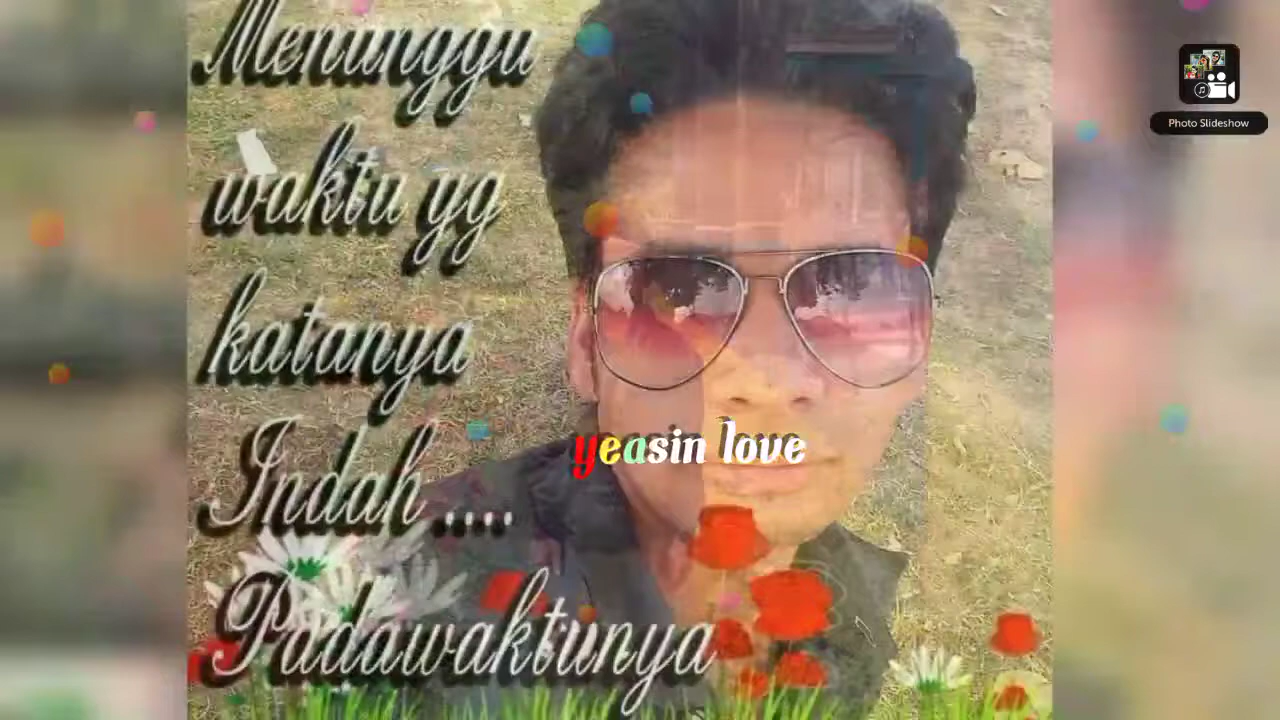 Menunggu
waktu yg
katanya
Indah ....
Padawaktunya
yeasin love
Photo Slideshow